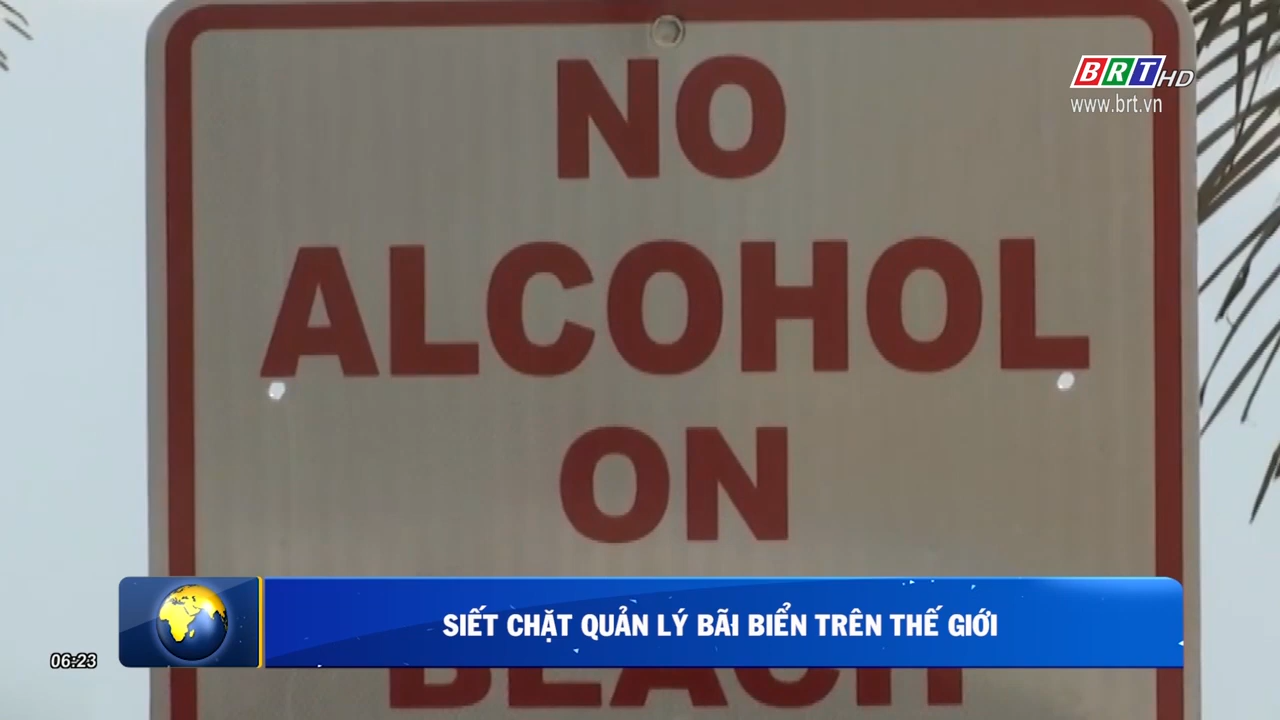 NO
BRT HD
www.brt.vn
ALCOHOL
ON
SIẾT CHẶT QUẢN LÝ BÃI BIỂN TRÊN THẾ GIỚI
06:23
BEACH